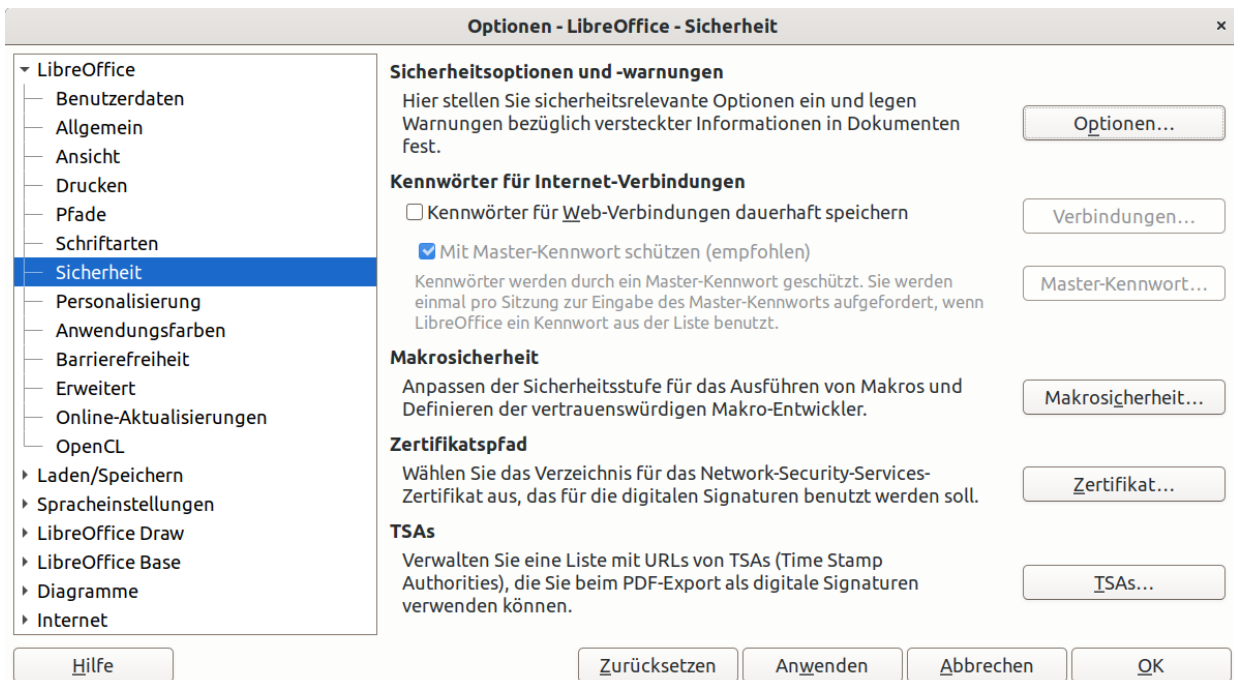 Optionen - LibreOffice - Sicherheit
LibreOffice
Benutzerdaten
Allgemein
Ansicht
Drucken
Pfade
Schriftarten
Sicherheit
Personalisierung
Anwendungsfarben
Barrierefreiheit
Erweitert
Online-Aktualisierungen
OpenCL
Laden/Speichern
Spracheinstellungen
LibreOffice Draw
LibreOffice Base
Diagramme
Internet
Sicherheitsoptionen und -warnungen
Hier stellen Sie sicherheitsrelevante Optionen ein und legen
Warnungen bezüglich versteckter Informationen in Dokumenten
fest.
Optionen...
Kennwörter für Internet-Verbindungen
Kennwörter für Web-Verbindungen dauerhaft speichern
Verbindungen...
Mit Master-Kennwort schützen (empfohlen)
Kennwörter werden durch ein Master-Kennwort geschützt. Sie werden
einmal pro Sitzung zur Eingabe des Master-Kennworts aufgefordert, wenn
LibreOffice ein Kennwort aus der Liste benutzt.
Master-Kennwort...
Makrosicherheit
Anpassen der Sicherheitsstufe für das Ausführen von Makros und
Definieren der vertrauenswürdigen Makro-Entwickler.
Makrosicherheit...
Zertifikatspfad
Wählen Sie das Verzeichnis für das Network-Security-Services-
Zertifikat aus, das für die digitalen Signaturen benutzt werden soll.
Zertifikat...
TSAs
Verwalten Sie eine Liste mit URLs von TSAs (Time Stamp
Authorities), die Sie beim PDF-Export als digitale Signaturen
verwenden können.
TSAs...
Hilfe
Zurücksetzen
Anwenden
Abbrechen
OK